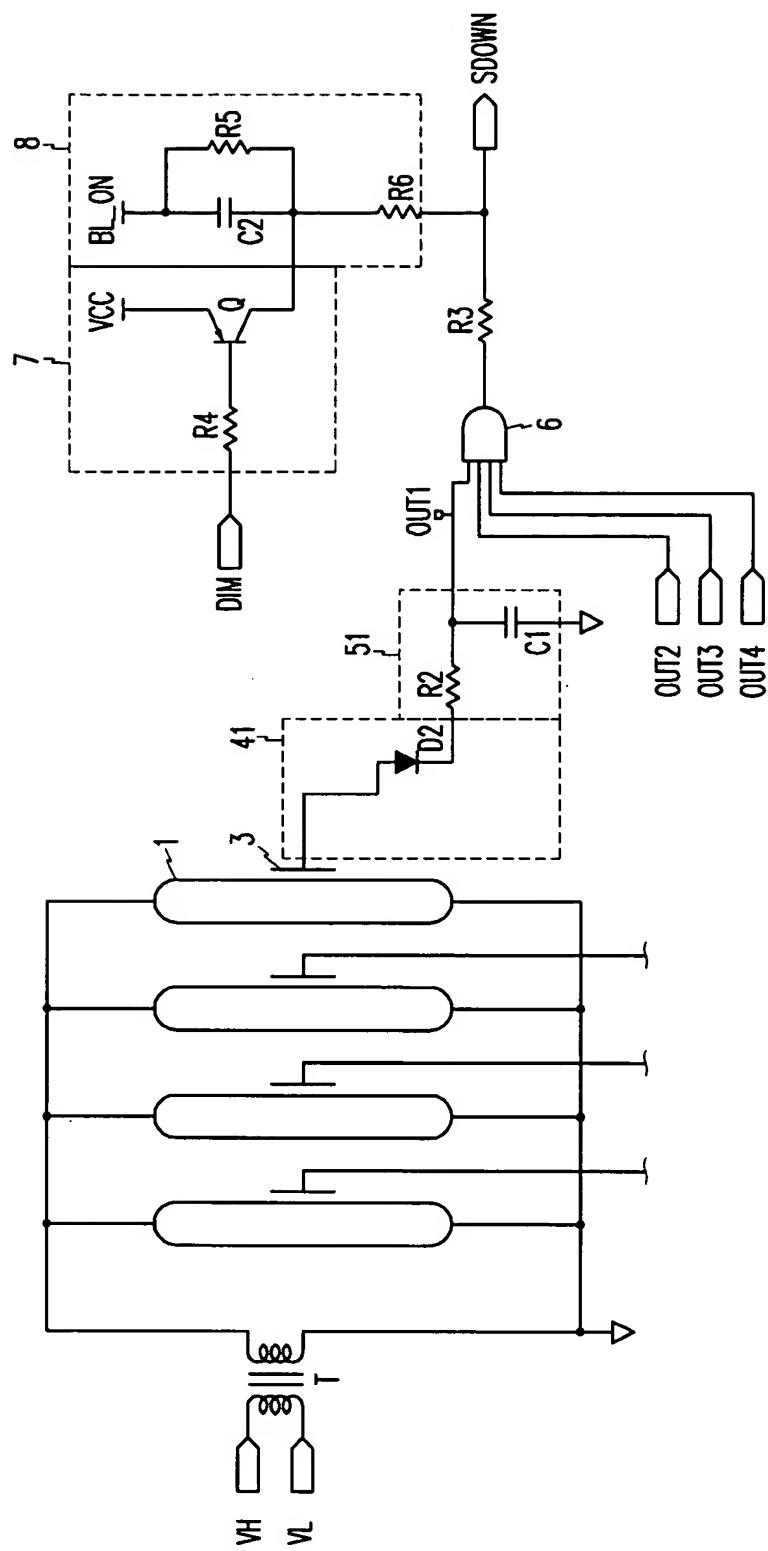 7
8
VCC
BL_ON
R5
Q
C2
R4
R6
DIM
SDOWN
R3
6
OUT1
51
41
R2
D2
C1
OUT2
OUT3
OUT4
1
3
T
VH
VL